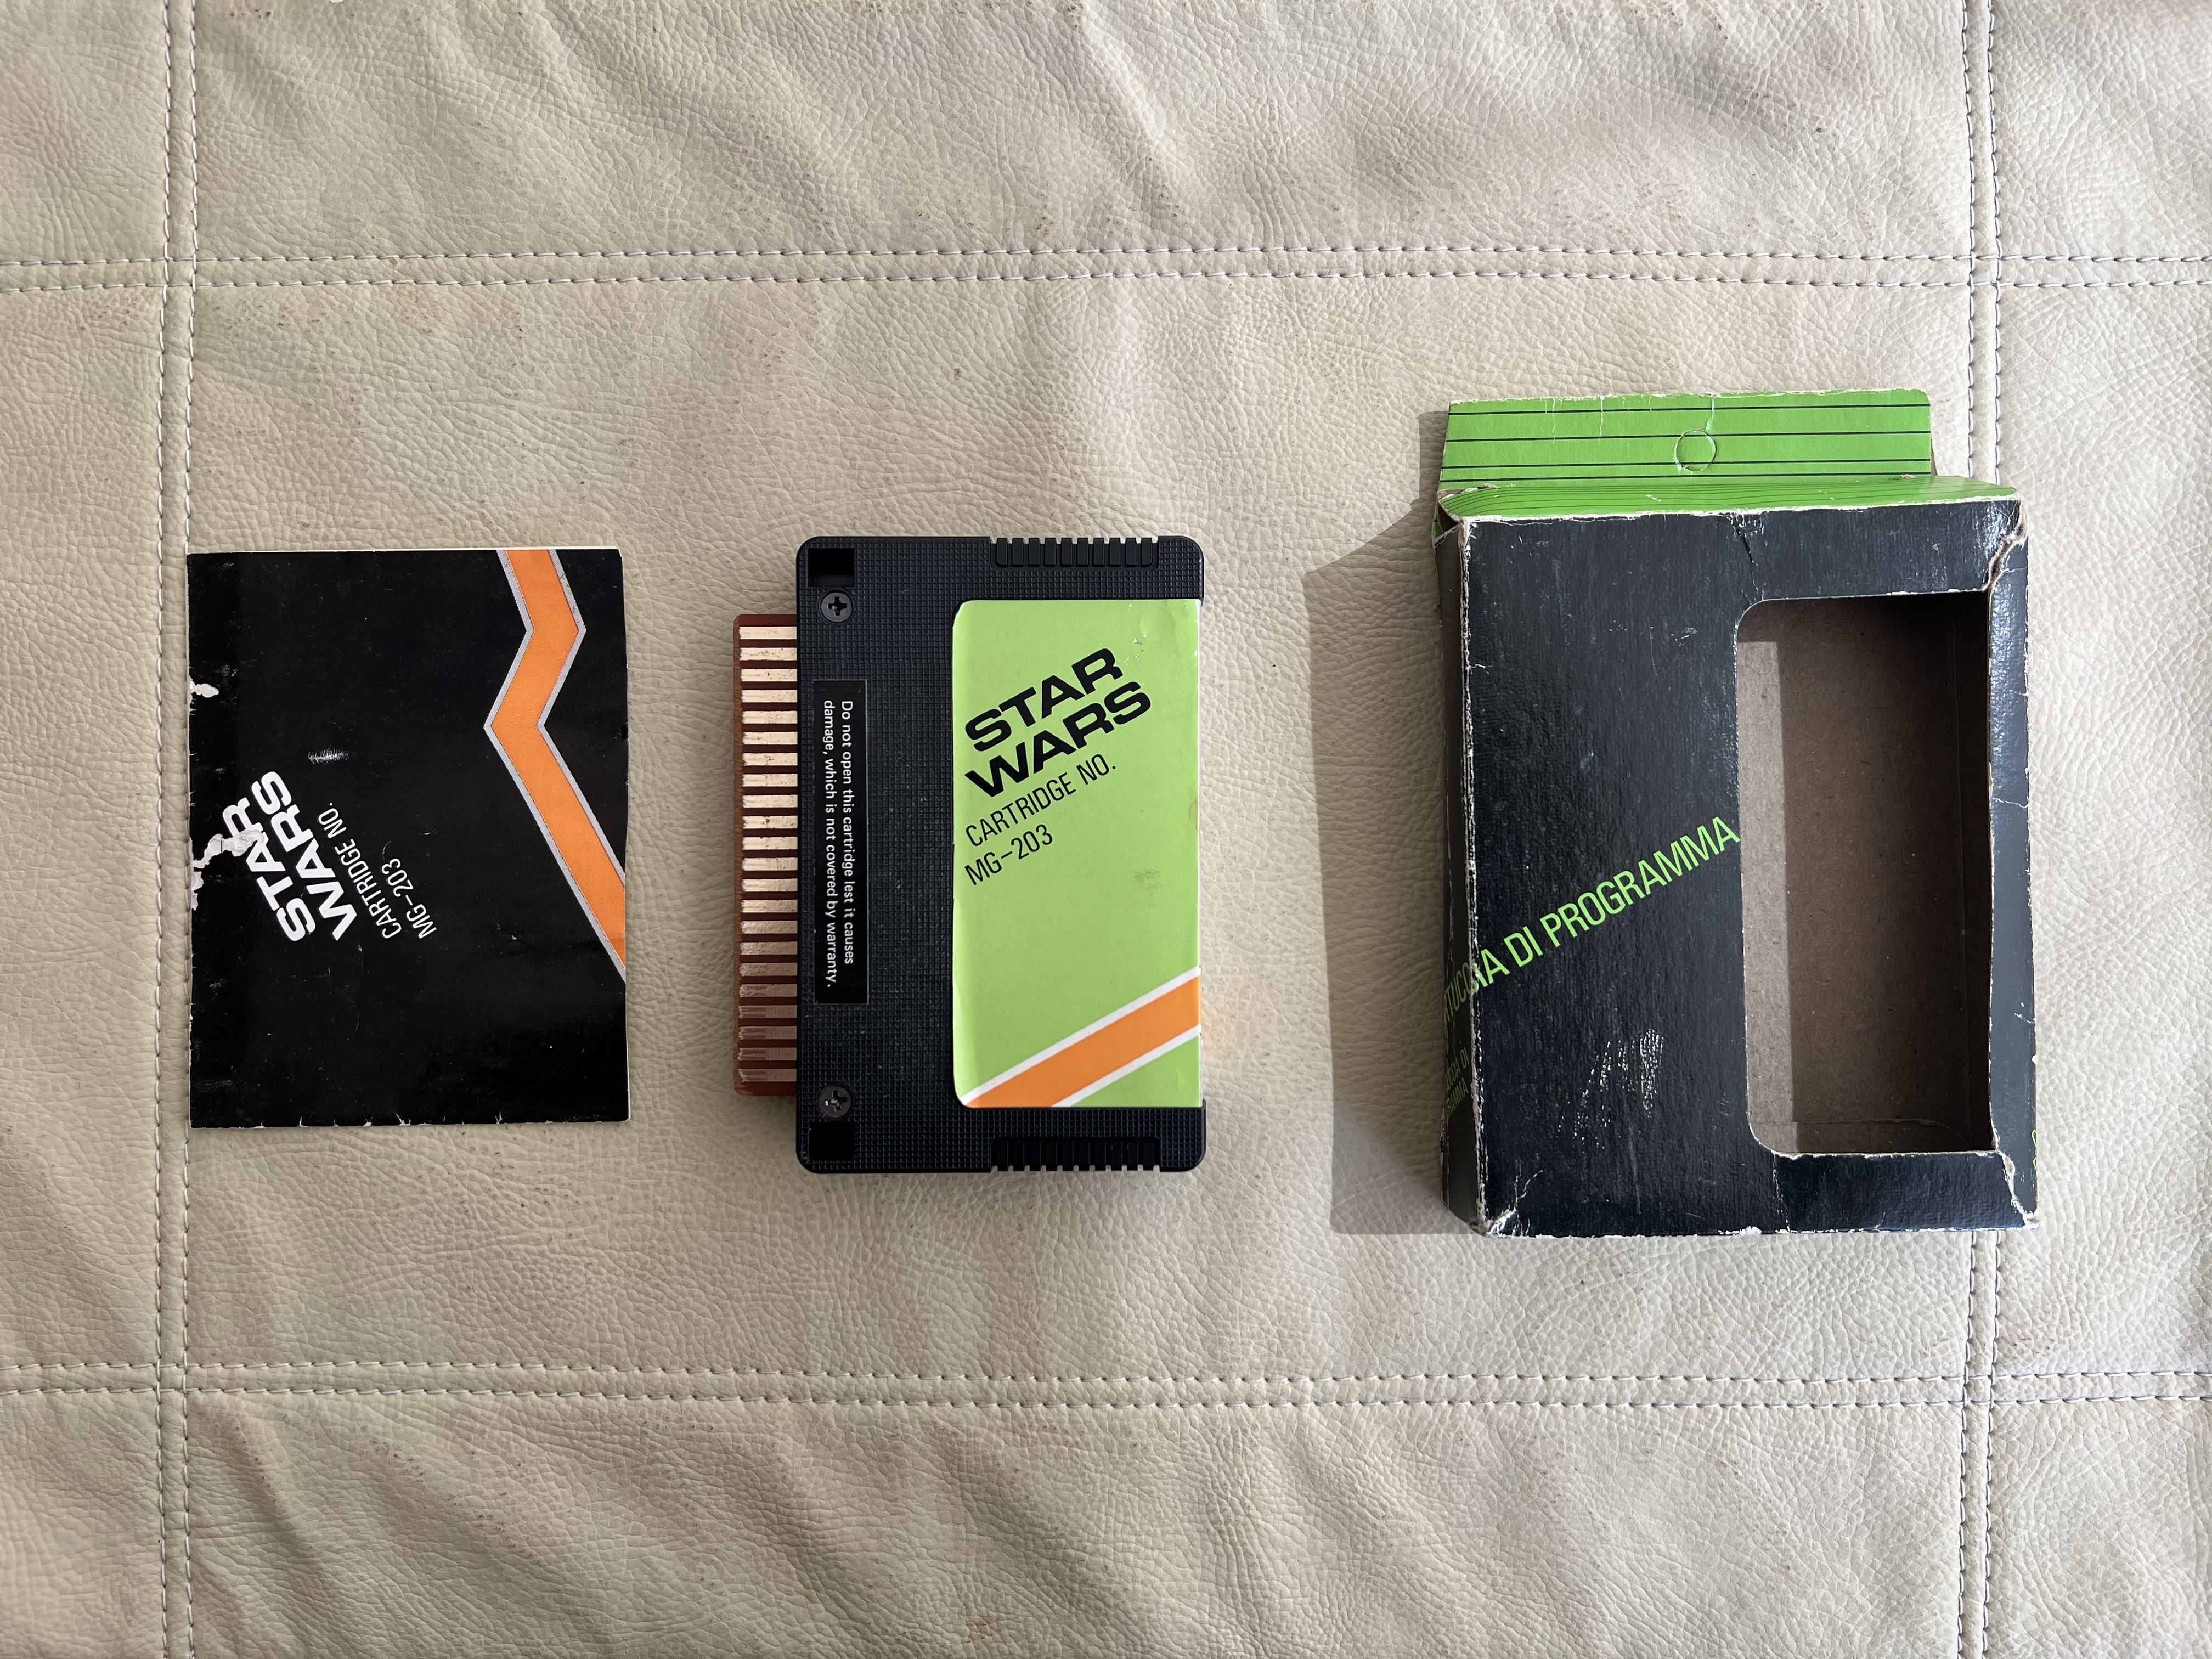 STAR
WARS
CARTRIDGE NO.
MG-203
Do not open this cartridge lest it causes
damage, which is not covered by warranty.
STAR
WARS
CARTRIDGE NO.
MG-203
DI PROGRAMMA